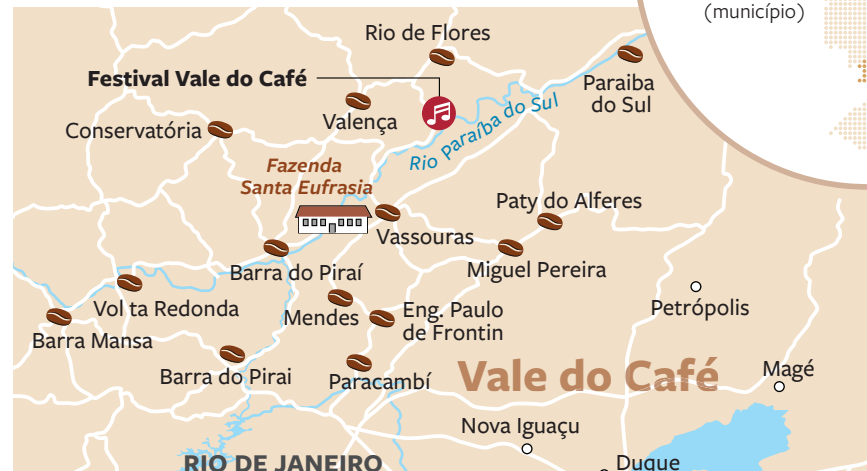 (município)
Rio de Flores
Festival Vale do Café
Paraiba
do Sul
Valença
Conservatória
Rio Paraíba do Sul
Fazenda
Santa Eufrasia
Paty do Alferes
Vassouras
Barra do Piraí
Miguel Pereira
Vol ta Redonda
Mendes
Eng. Paulo
de Frontin
Petrópolis
Barra Mansa
Barra do Pirai
Paracambí
Vale do Café
Magé
Nova Iguaçu
RIO DE JANEIRO
Duque